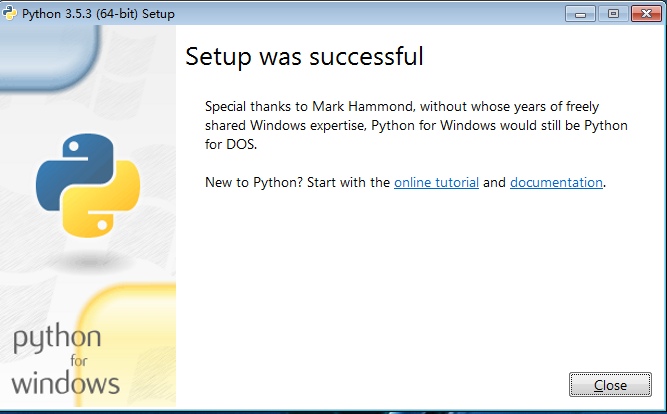 Python 3.5.3 (64-bit) Setup
Setup was successful
Special thanks to Mark Hammond, without whose years of freely
shared Windows expertise, Python for Windows would still be Python
for DOS.
New to Python? Start with the online tutorial and documentation.
python
for
windows
Close